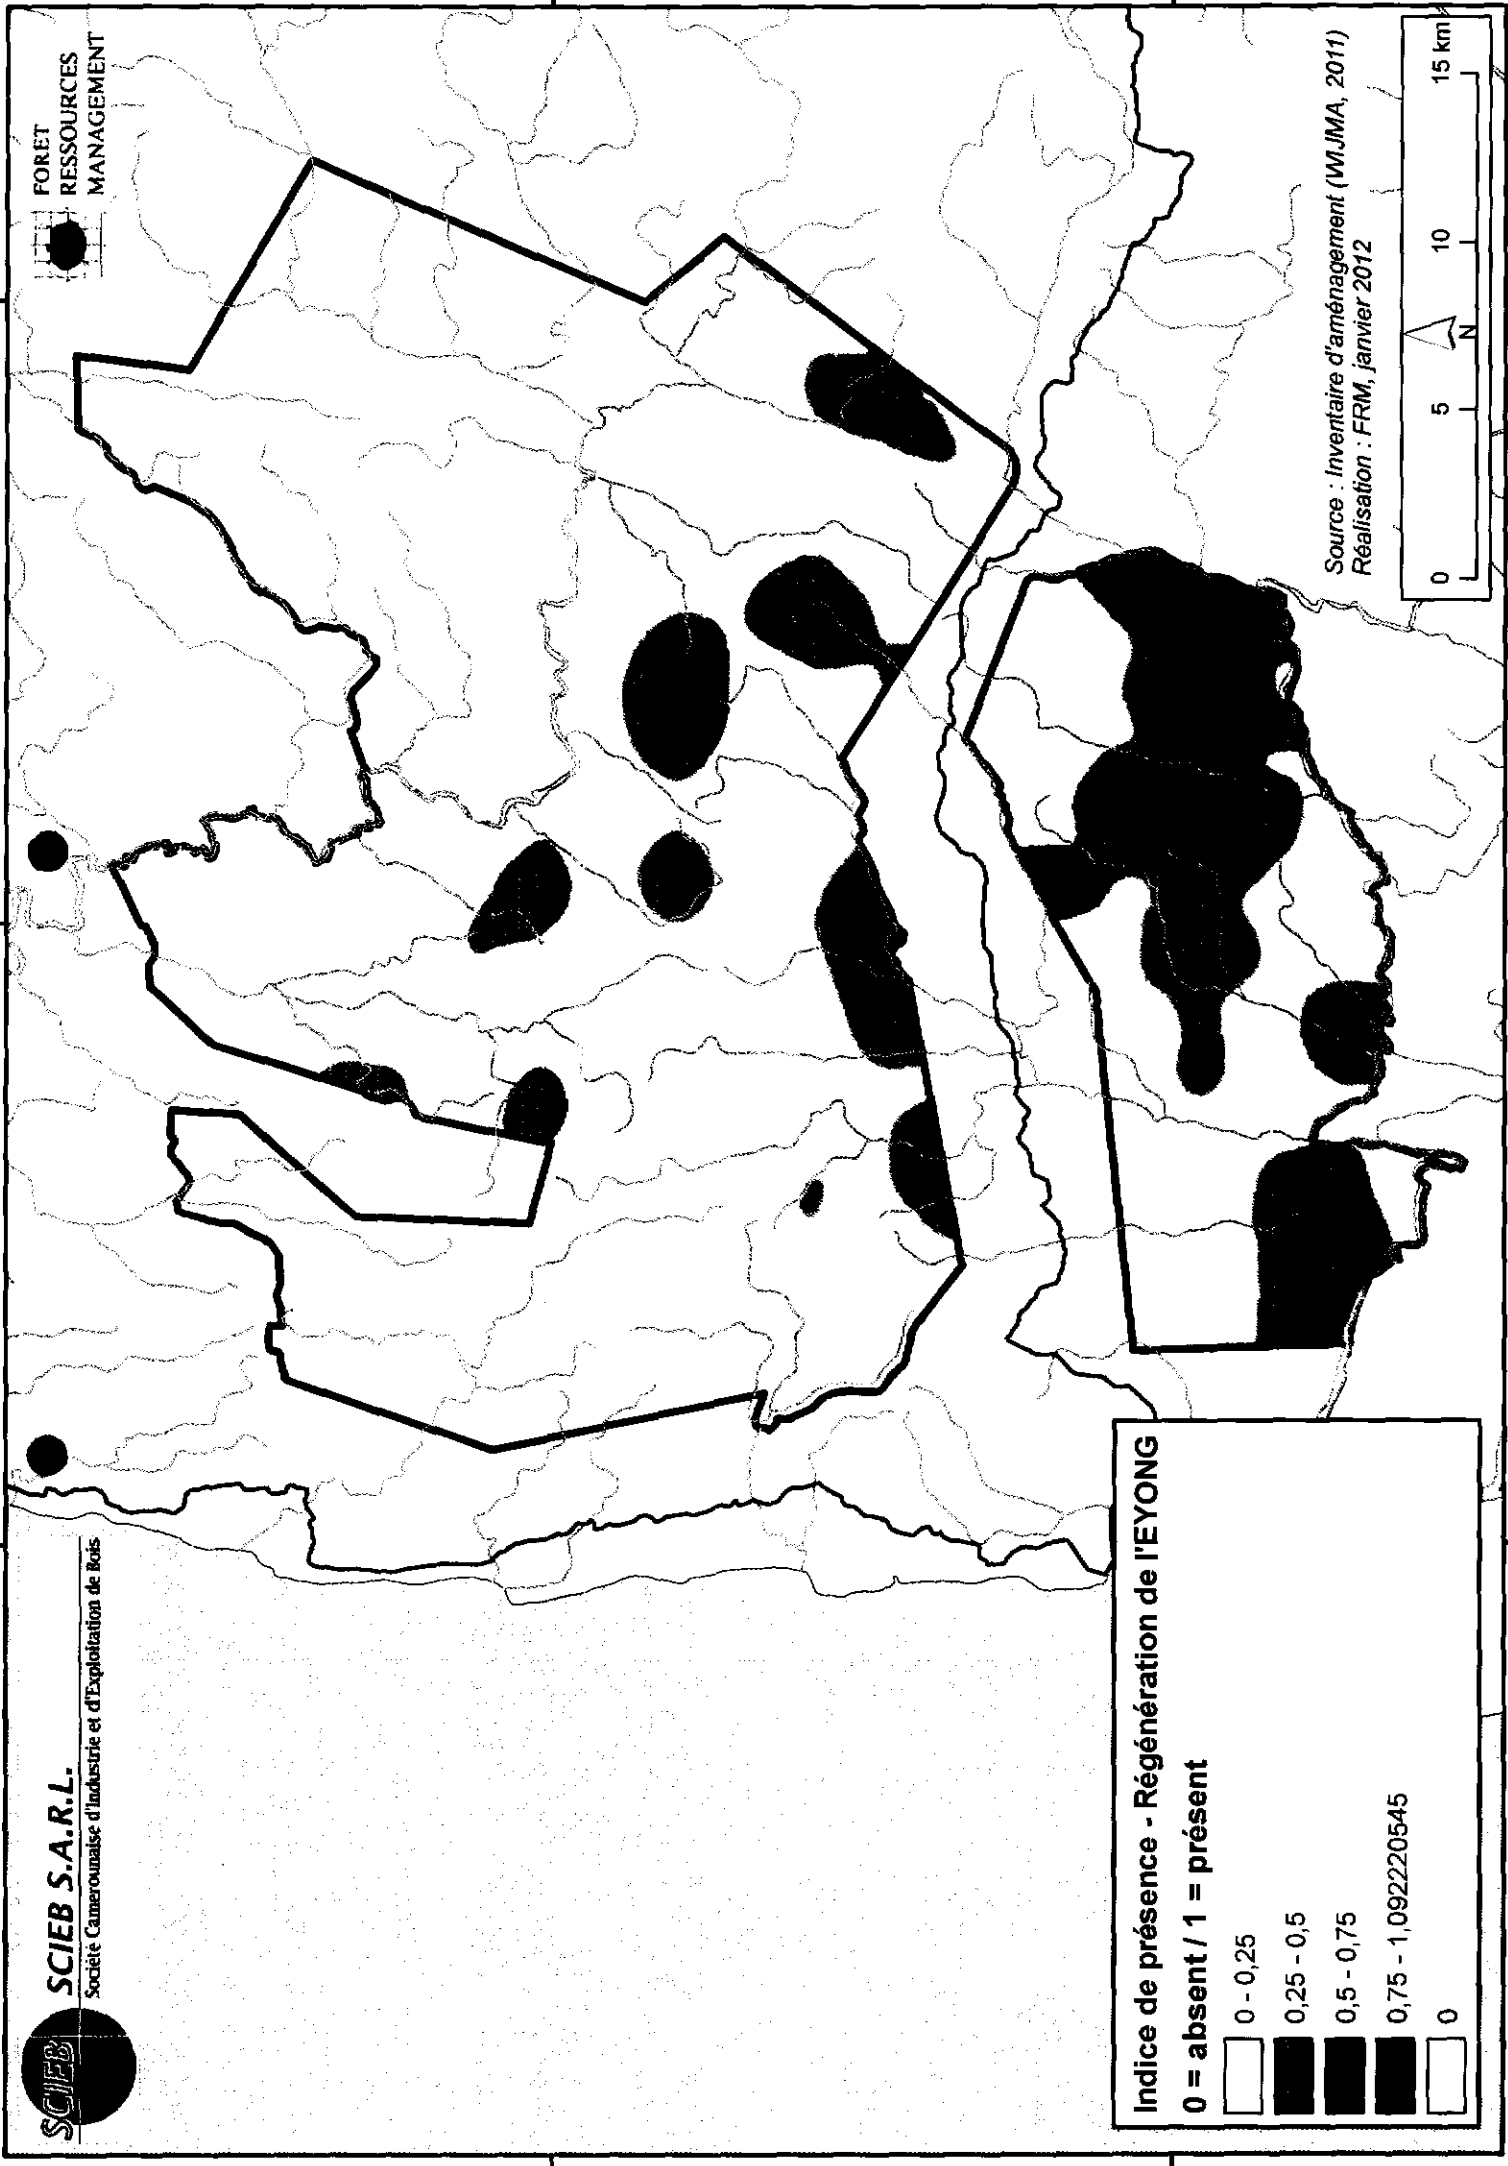 SCIEB
SCIEB S.A.R.L.
Société Camerounaise d'Industrie et d'Exploitation de Bois
FORET
RESSOURCES
MANAGEMENT
Indice de présence - Régénération de l'EYONG
0 = absent / 1 = présent
0 - 0,25
0,25 - 0,5
0,5 - 0,75
0,75 - 1,092220545
0
Source : Inventaire d'aménagement (WIJMA, 2011)
Réalisation : FRM, janvier 2012
0 5 10 15 km
N